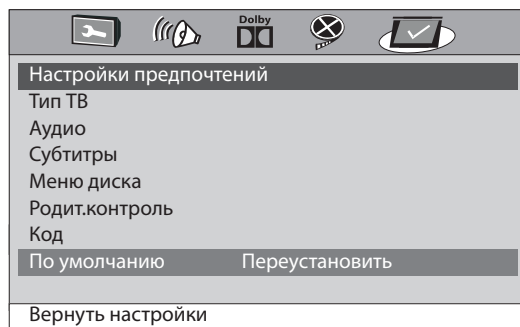 Dolby
Настройки предпочтений
Тип ТВ
Аудио
Субтитры
Меню диска
Родит.контроль
Код
По умолчанию Переустановить
Вернуть настройки